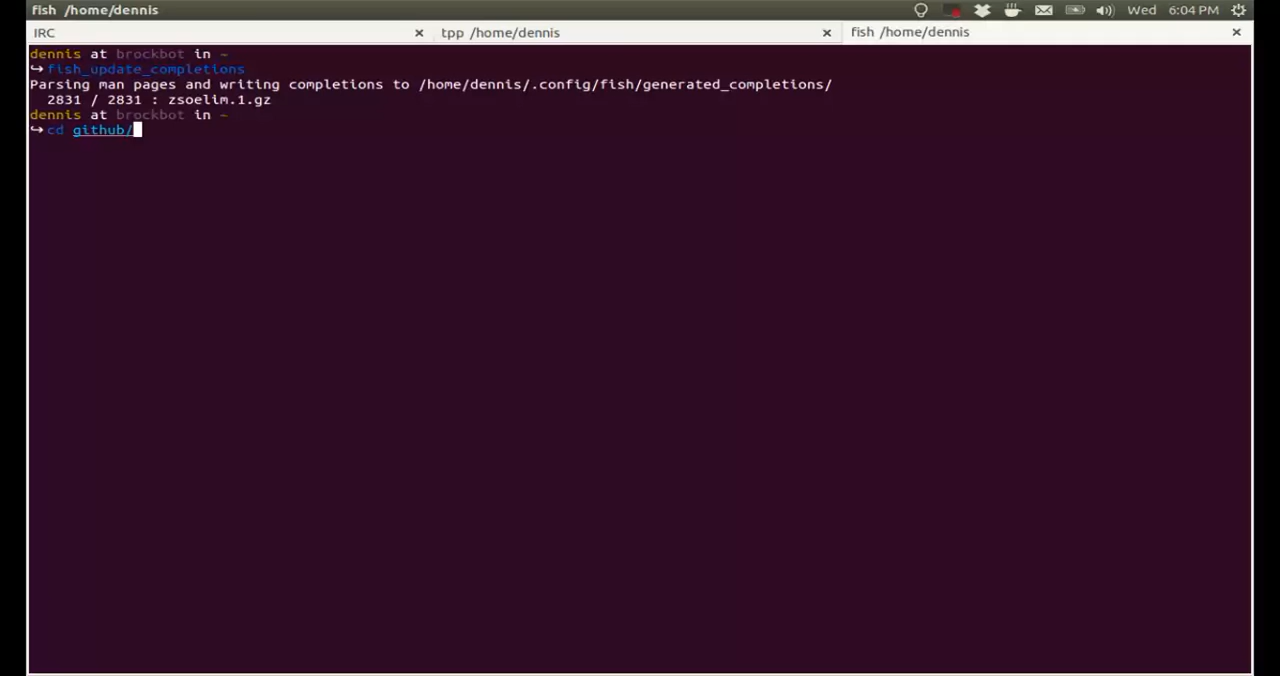 fish /home/dennis
Wed 6:04 PM
IRC × tpp /home/dennis × fish /home/dennis ×
dennis at brockbot in ~
↪ fish_update_completions
Parsing man pages and writing completions to /home/dennis/.config/fish/generated_completions/
2831 / 2831 : zsoelim.1.gz
dennis at brockbot in ~
↪ cd github/